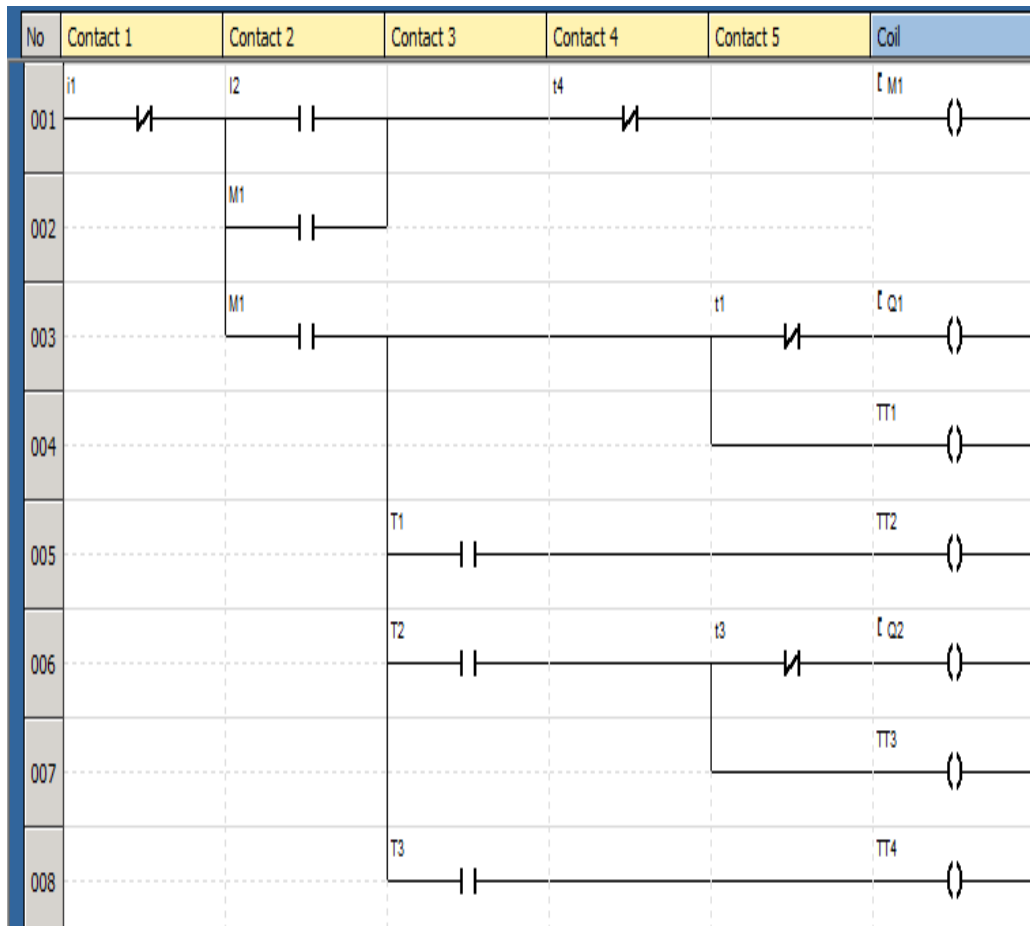 No Contact 1 Contact 2 Contact 3 Contact 4 Contact 5 Coil
i1 I2 t4 [ M1
001
M1
002
M1 t1 [ Q1
003
TT1
004
T1 TT2
005
T2 t3 [ Q2
006
TT3
007
T3 TT4
008